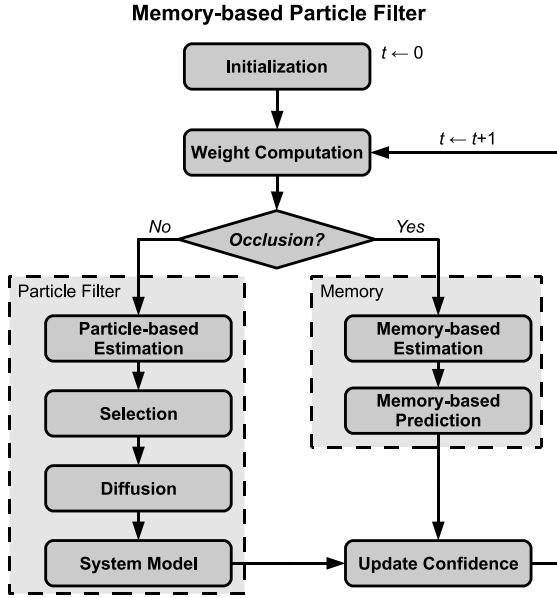 Memory-based Particle Filter
Initialization
t ← 0
Weight Computation
t ← t+1
Occlusion?
No
Yes
Particle Filter
Particle-based
Estimation
Selection
Diffusion
System Model
Memory
Memory-based
Estimation
Memory-based
Prediction
Update Confidence